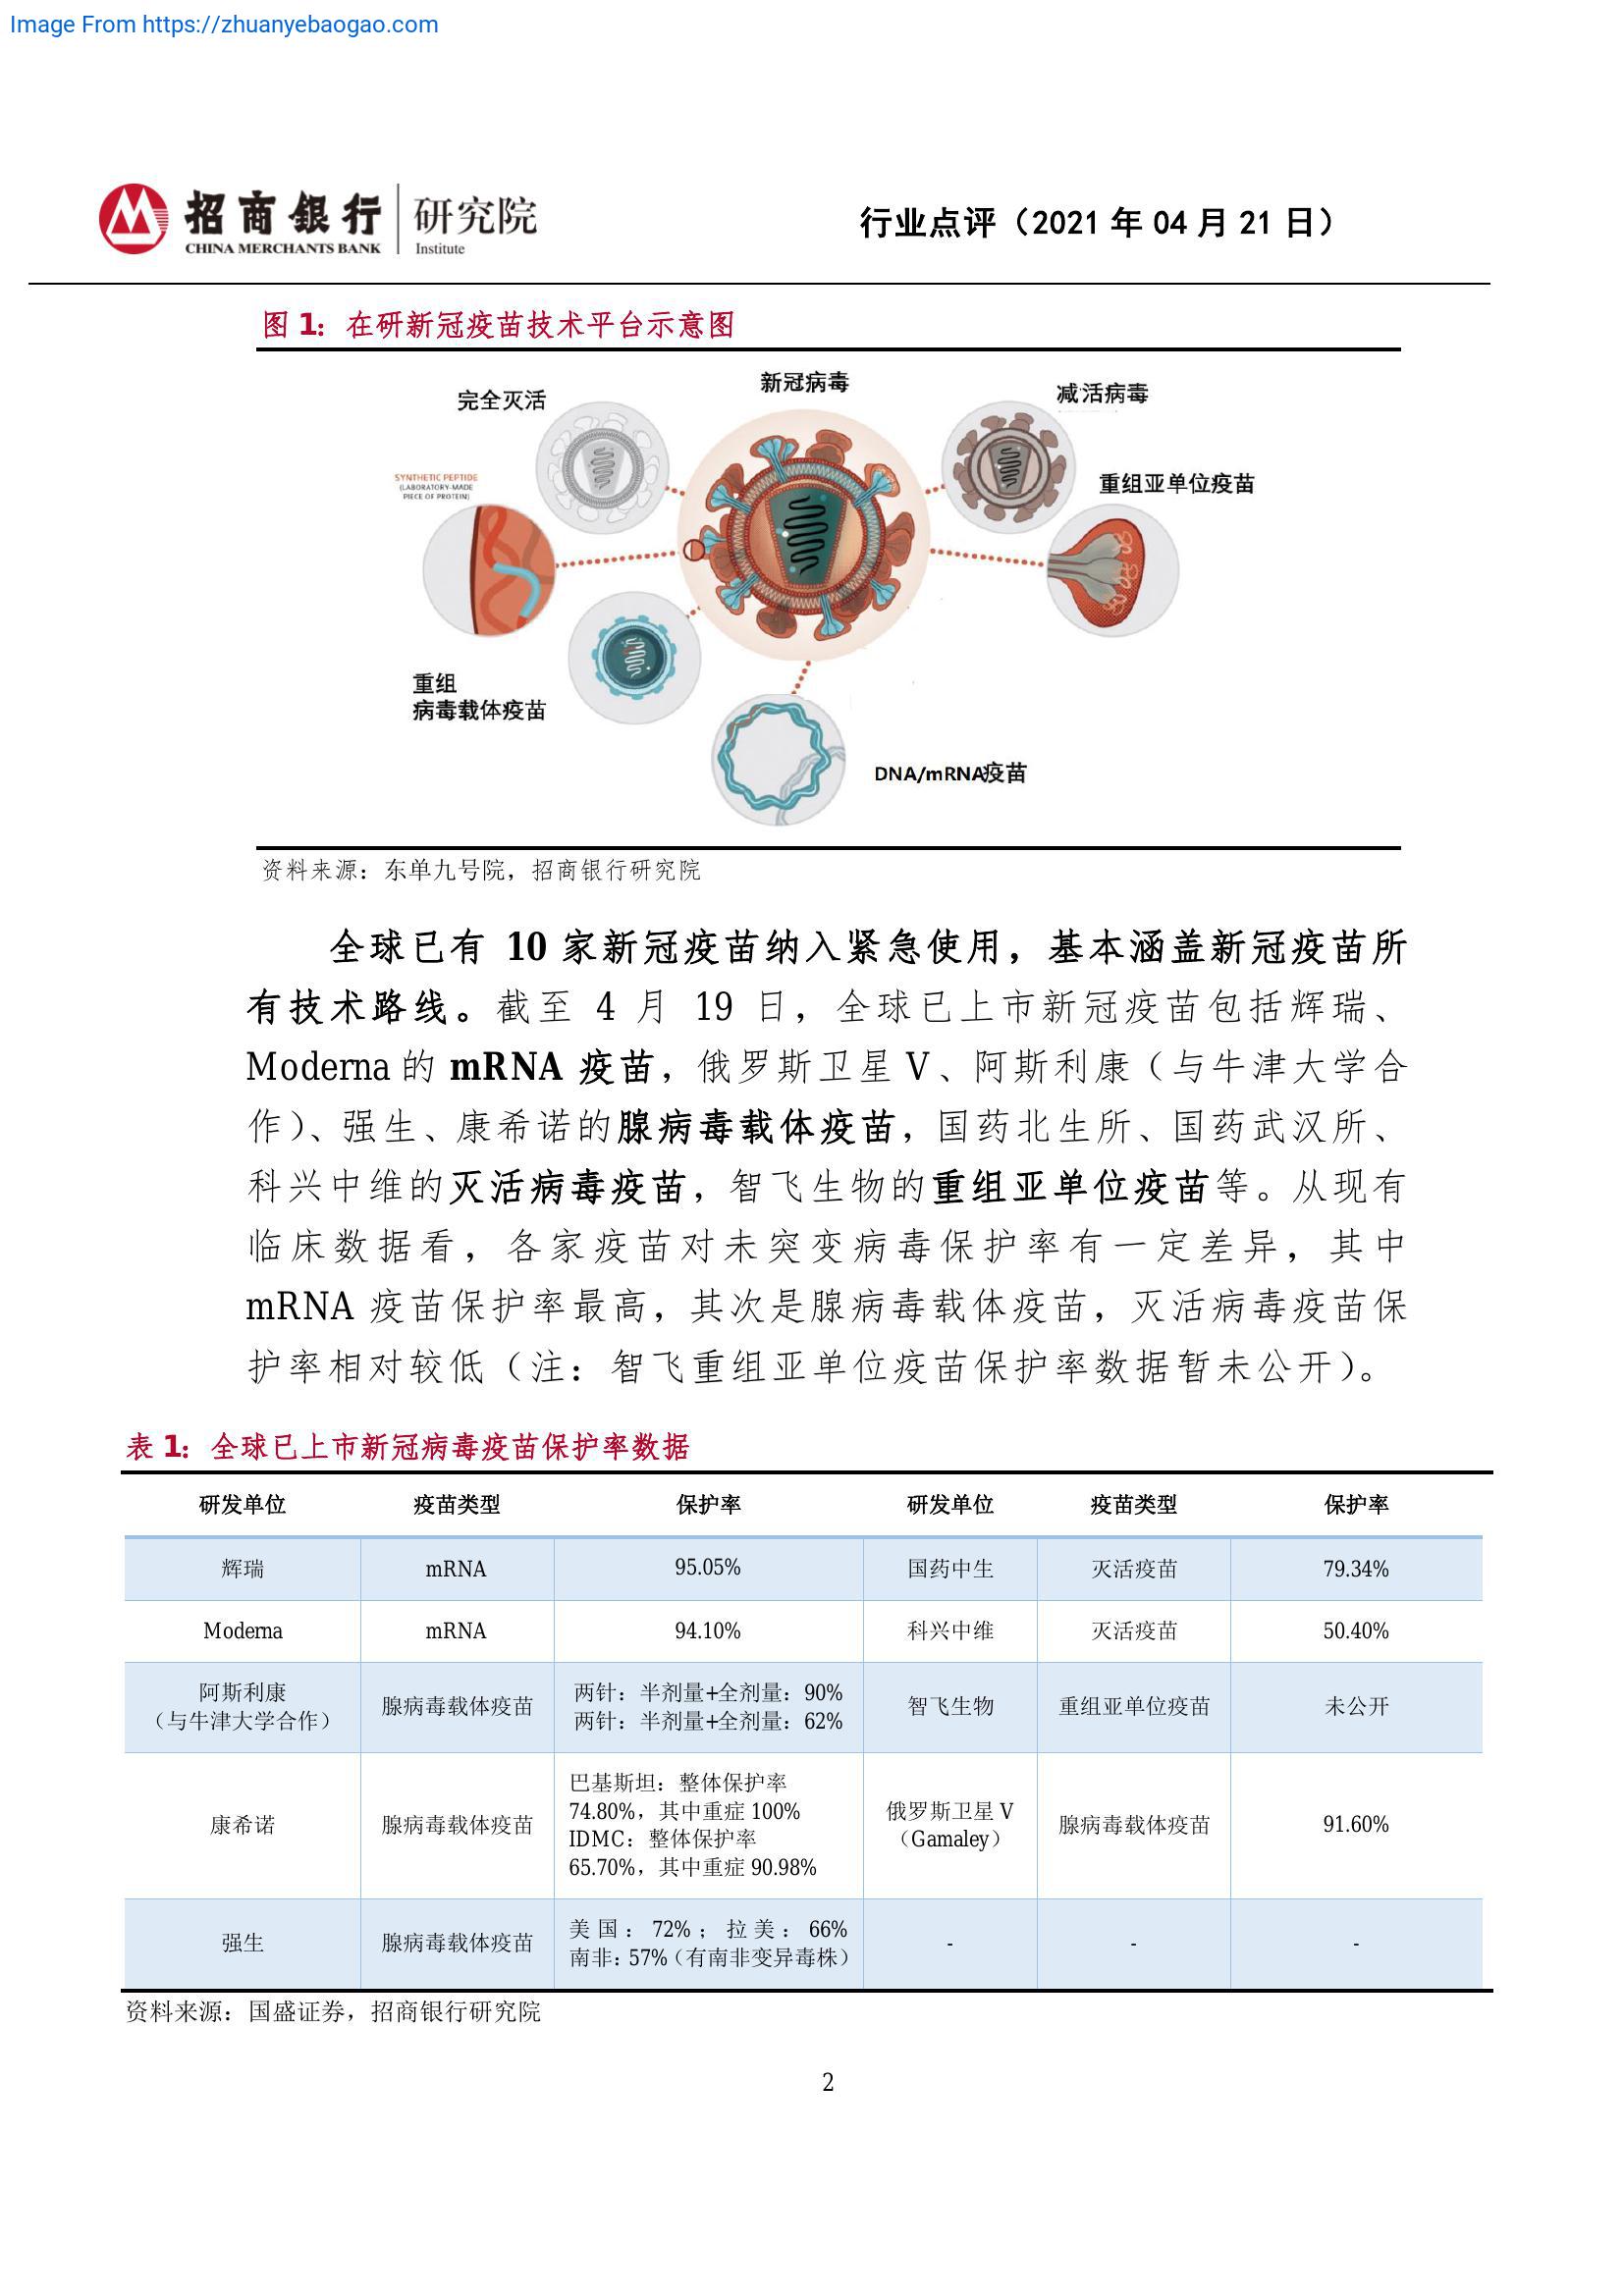 Image From https://zhuanyebaogao.com
招商银行 研究院
CHINA MERCHANTS BANK Institute
行业点评（2021 年 04 月 21 日）
图 1：在研新冠疫苗技术平台示意图
新冠病毒
完全灭活
减活病毒
SYNTHETIC PEPTIDE
(LABORATORY-MADE
PIECE OF PROTEIN)
重组亚单位疫苗
重组
病毒载体疫苗
DNA/mRNA疫苗
资料来源：东单九号院，招商银行研究院
全球已有 10 家新冠疫苗纳入紧急使用，基本涵盖新冠疫苗所
有技术路线。截至 4 月 19 日，全球已上市新冠疫苗包括辉瑞、
Moderna 的 mRNA 疫苗，俄罗斯卫星 V、阿斯利康（与牛津大学合
作）、强生、康希诺的腺病毒载体疫苗，国药北生所、国药武汉所、
科兴中维的灭活病毒疫苗，智飞生物的重组亚单位疫苗等。从现有
临床数据看，各家疫苗对未突变病毒保护率有一定差异，其中
mRNA 疫苗保护率最高，其次是腺病毒载体疫苗，灭活病毒疫苗保
护率相对较低（注：智飞重组亚单位疫苗保护率数据暂未公开）。
表 1：全球已上市新冠病毒疫苗保护率数据
研发单位 疫苗类型 保护率 研发单位 疫苗类型 保护率
辉瑞 mRNA 95.05% 国药中生 灭活疫苗 79.34%
Moderna mRNA 94.10% 科兴中维 灭活疫苗 50.40%
阿斯利康
（与牛津大学合作）
腺病毒载体疫苗
两针：半剂量+全剂量：90%
两针：半剂量+全剂量：62%
智飞生物 重组亚单位疫苗 未公开
康希诺 腺病毒载体疫苗
巴基斯坦：整体保护率
74.80%，其中重症 100%
IDMC：整体保护率
65.70%，其中重症 90.98%
俄罗斯卫星 V
（Gamaley）
腺病毒载体疫苗 91.60%
强生 腺病毒载体疫苗
美国：72%；拉美：66%
南非：57%（有南非变异毒株）
- - -
资料来源：国盛证券，招商银行研究院
2